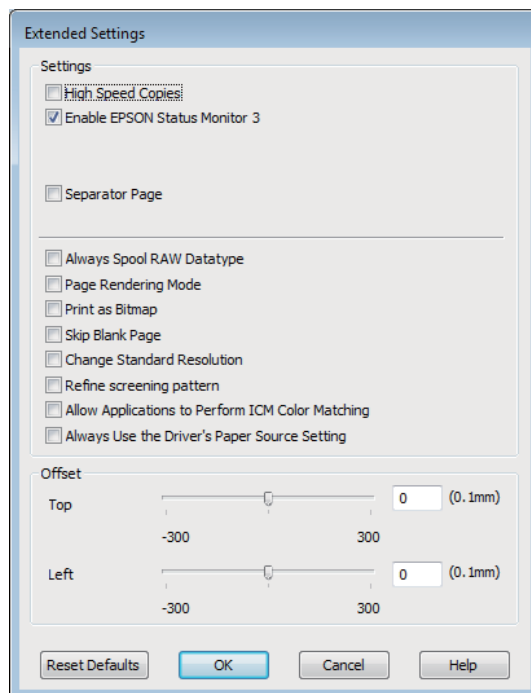 Extended Settings
Settings
High Speed Copies
Enable EPSON Status Monitor 3
Separator Page
Always Spool RAW Datatype
Page Rendering Mode
Print as Bitmap
Skip Blank Page
Change Standard Resolution
Refine screening pattern
Allow Applications to Perform ICM Color Matching
Always Use the Driver's Paper Source Setting
Offset
Top 0 (0.1mm)
-300 300
Left 0 (0.1mm)
-300 300
Reset Defaults OK Cancel Help